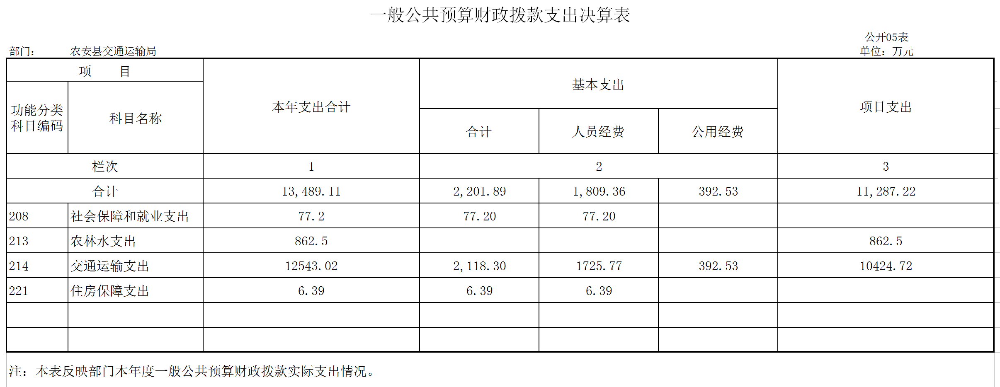 一般公共预算财政拨款支出决算表
公开05表
部门： 农安县交通运输局 单位：万元
项 目 本年支出合计 基本支出 项目支出
功能分类科目编码 科目名称 合计 人员经费 公用经费
栏次 1 2 3
合计 13,489.11 2,201.89 1,809.36 392.53 11,287.22
208 社会保障和就业支出 77.2 77.20 77.20
213 农林水支出 862.5 862.5
214 交通运输支出 12543.02 2,118.30 1725.77 392.53 10424.72
221 住房保障支出 6.39 6.39 6.39
注：本表反映部门本年度一般公共预算财政拨款实际支出情况。